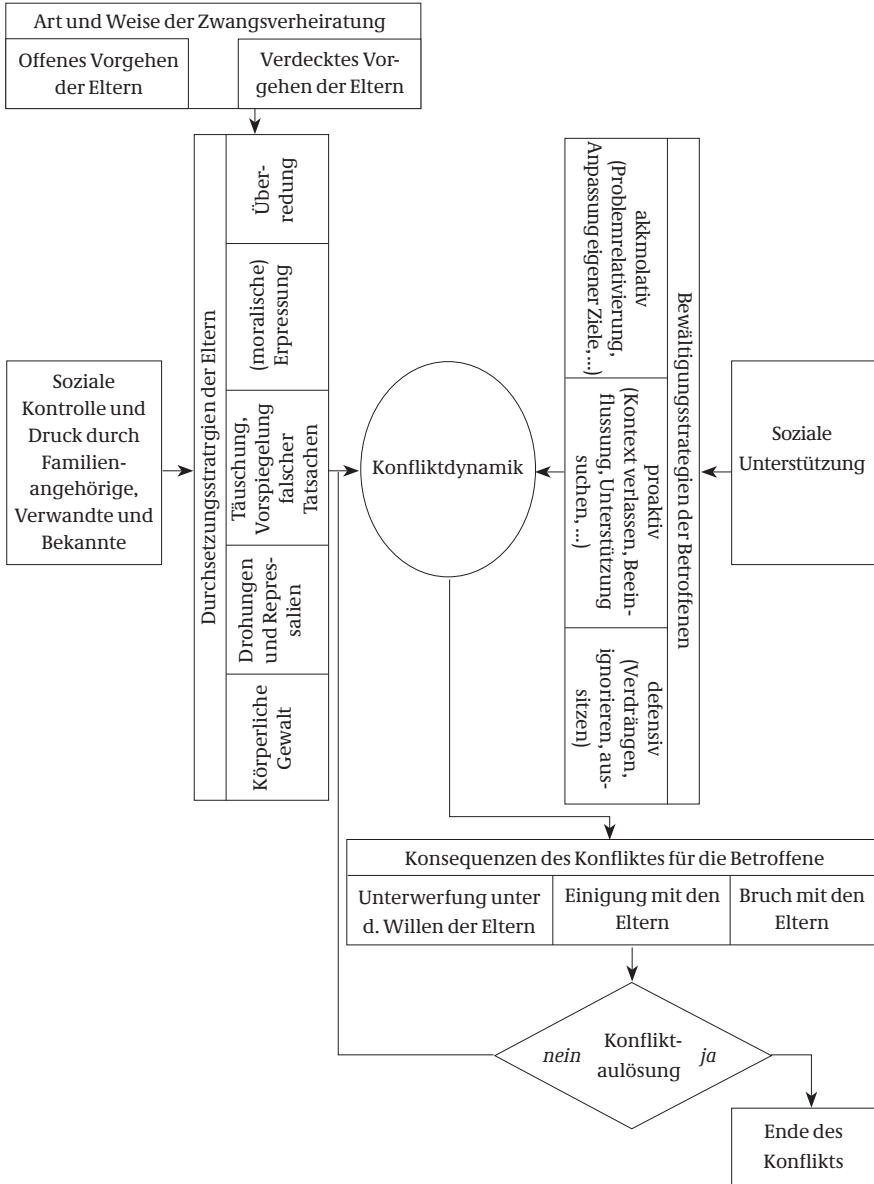 Art und Weise der Zwangsverheiratung
Offenes Vorgehen
der Eltern
Verdecktes Vor-
gehen der Eltern
Soziale
Kontrolle und
Druck durch
Familien-
angehörige,
Verwandte und
Bekannte
Durchsetzungsstratrgien der Eltern
Über-
redung
(moralische)
Erpressung
Täuschung,
Vorspiegelung
falscher
Tatsachen
Drohungen
und Repres-
salien
Körperliche
Gewalt
Konfliktdynamik
akkmolativ
(Problemrelativierung,
Anpassung eigener Ziele, ...)
proaktiv
(Kontext verlassen, Beein-
flussung, Unterstützung
suchen, ...)
defensiv
(Verdrängen,
ignorieren, aus-
sitzen)
Bewältigungsstrategien der Betroffenen
Soziale
Unterstützung
Konsequenzen des Konfliktes für die Betroffene
Unterwerfung unter
d. Willen der Eltern
Einigung mit den
Eltern
Bruch mit den
Eltern
nein
Konflikt-
aulösung
ja
Ende des
Konflikts